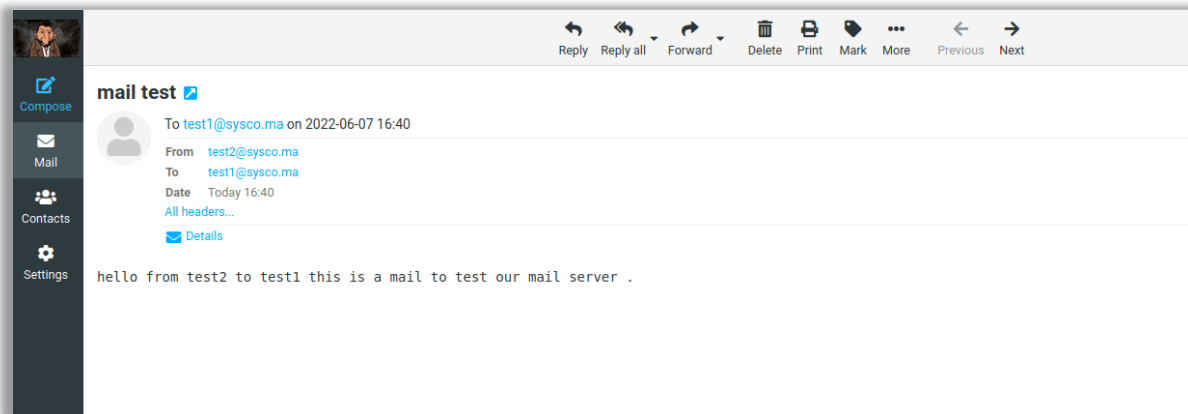 Reply Reply all Forward Delete Print Mark More Previous Next
Compose
Mail
Contacts
Settings
mail test
To test1@sysco.ma on 2022-06-07 16:40
From test2@sysco.ma
To test1@sysco.ma
Date Today 16:40
All headers...
Details
hello from test2 to test1 this is a mail to test our mail server .